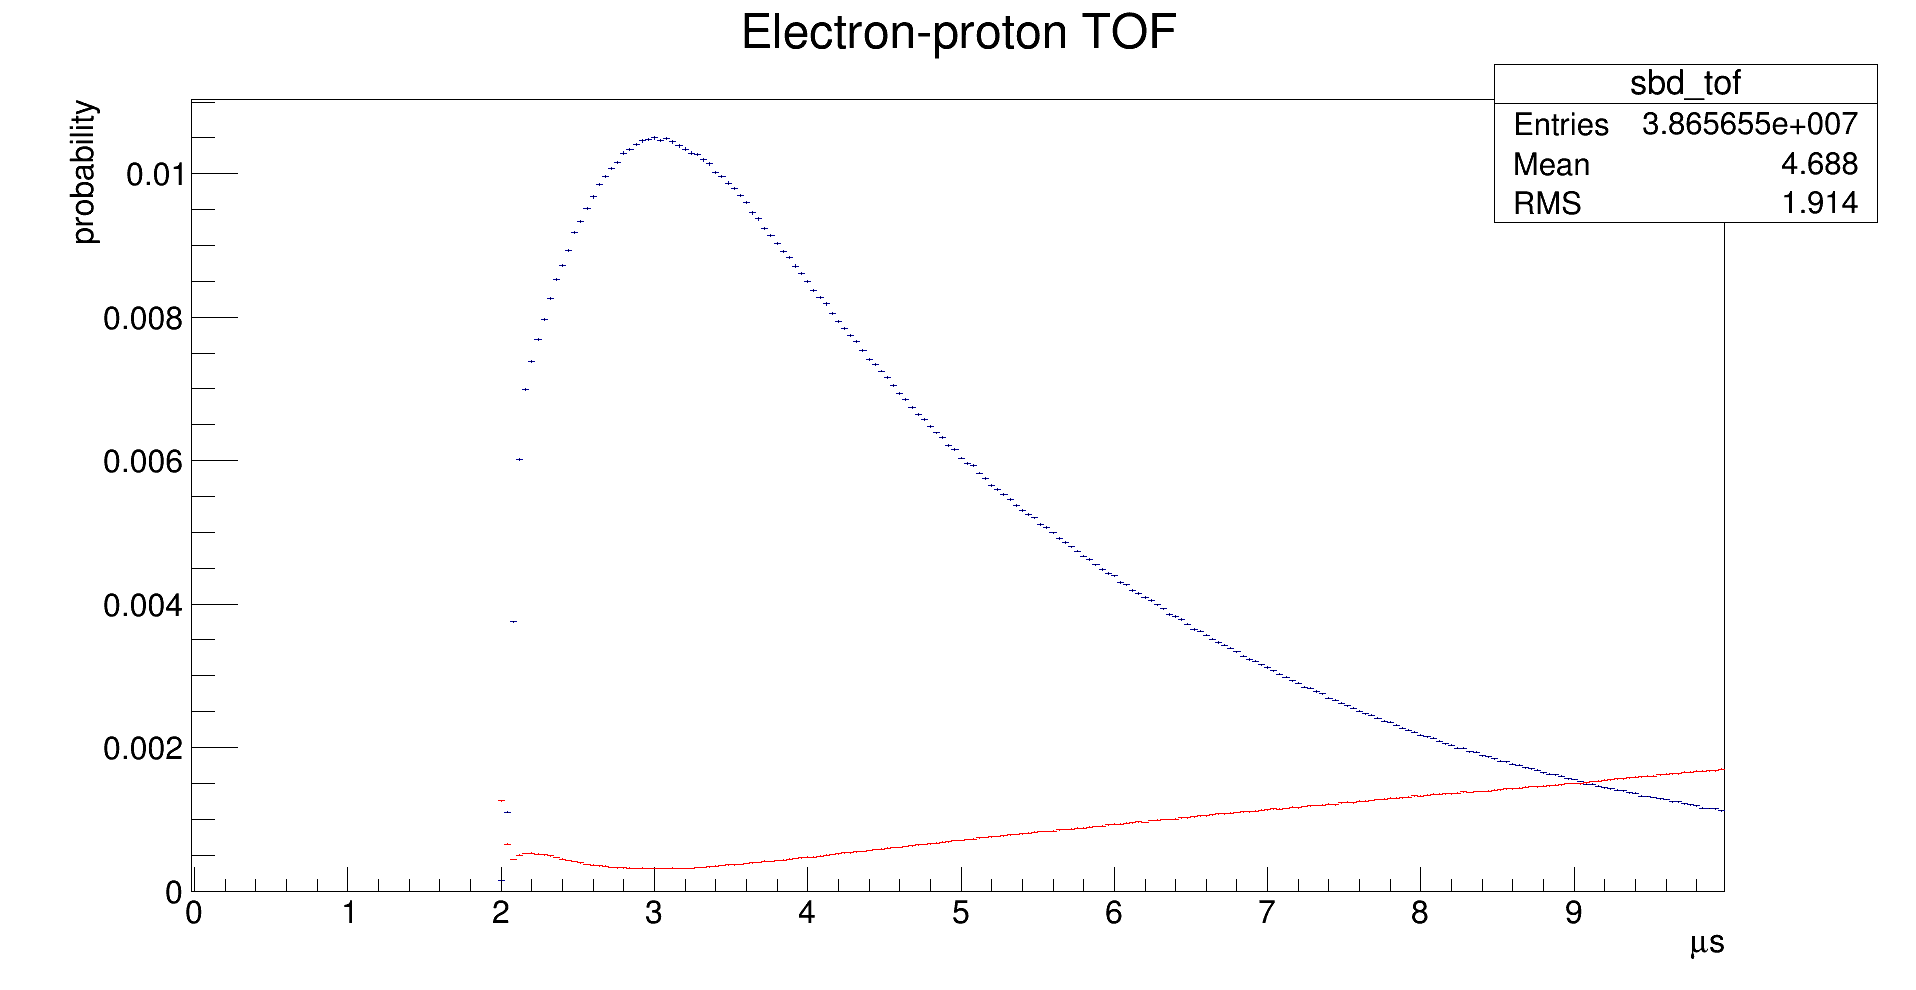 Electron-proton TOF
sbd_tof
Entries 3.865655e+007
Mean 4.688
RMS 1.914
probability
0.01
0.008
0.006
0.004
0.002
0
0 1 2 3 4 5 6 7 8 9
μs